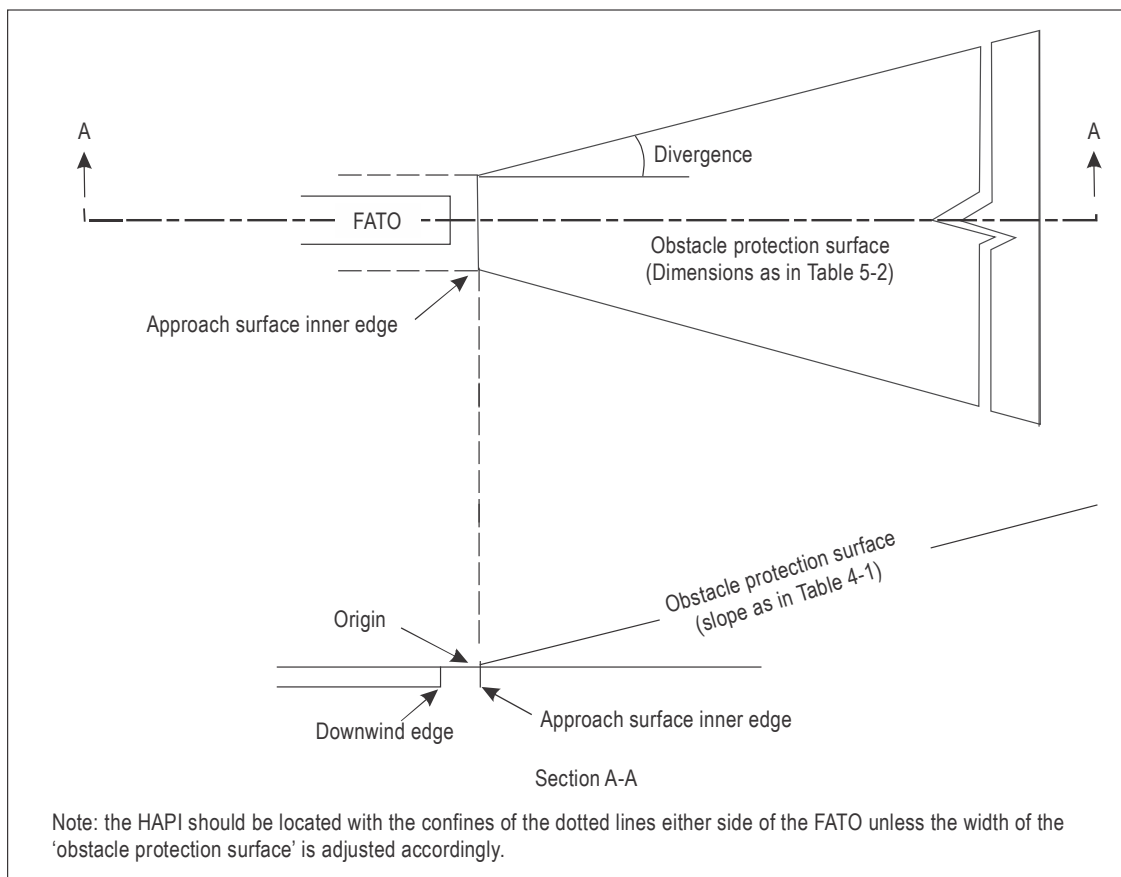 A
A
Divergence
FATO
Obstacle protection surface
(Dimensions as in Table 5-2)
Approach surface inner edge
Obstacle protection surface
(slope as in Table 4-1)
Origin
Downwind edge
Approach surface inner edge
Section A-A
Note: the HAPI should be located with the confines of the dotted lines either side of the FATO unless the width of the
‘obstacle protection surface’ is adjusted accordingly.